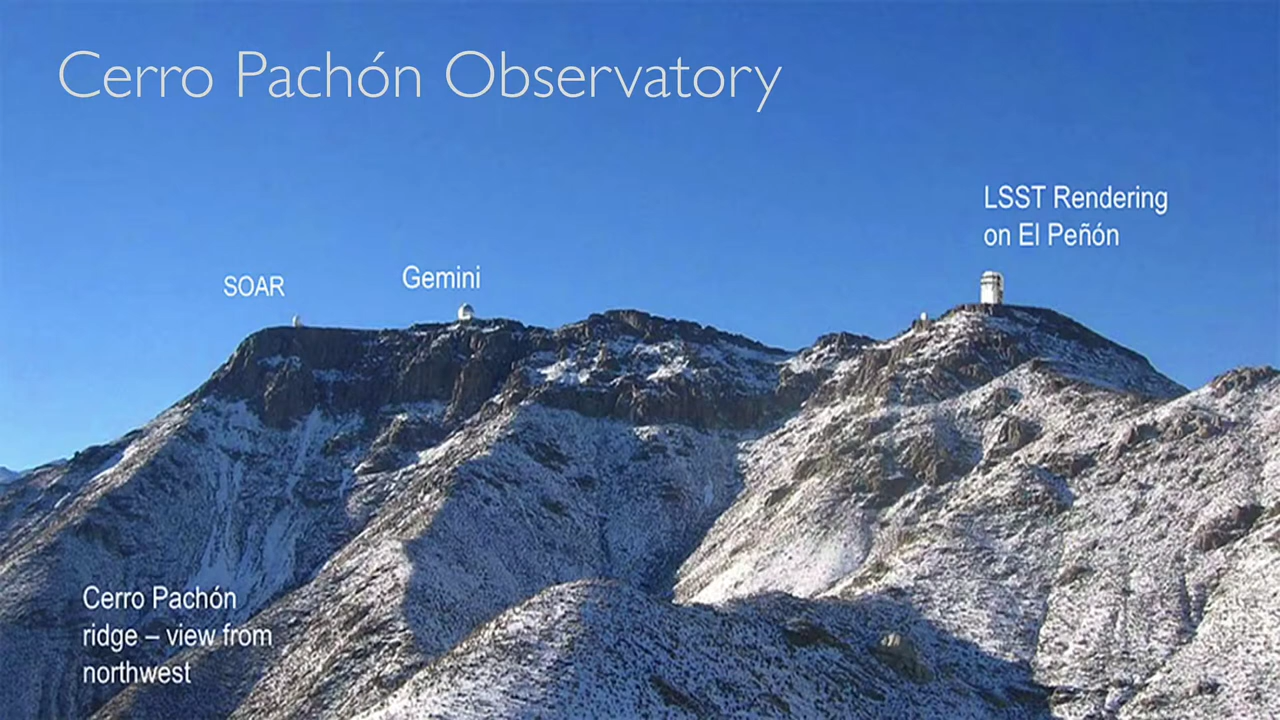 Cerro Pachón Observatory
LSST Rendering
on El Peñón
SOAR
Gemini
Cerro Pachón
ridge – view from
northwest